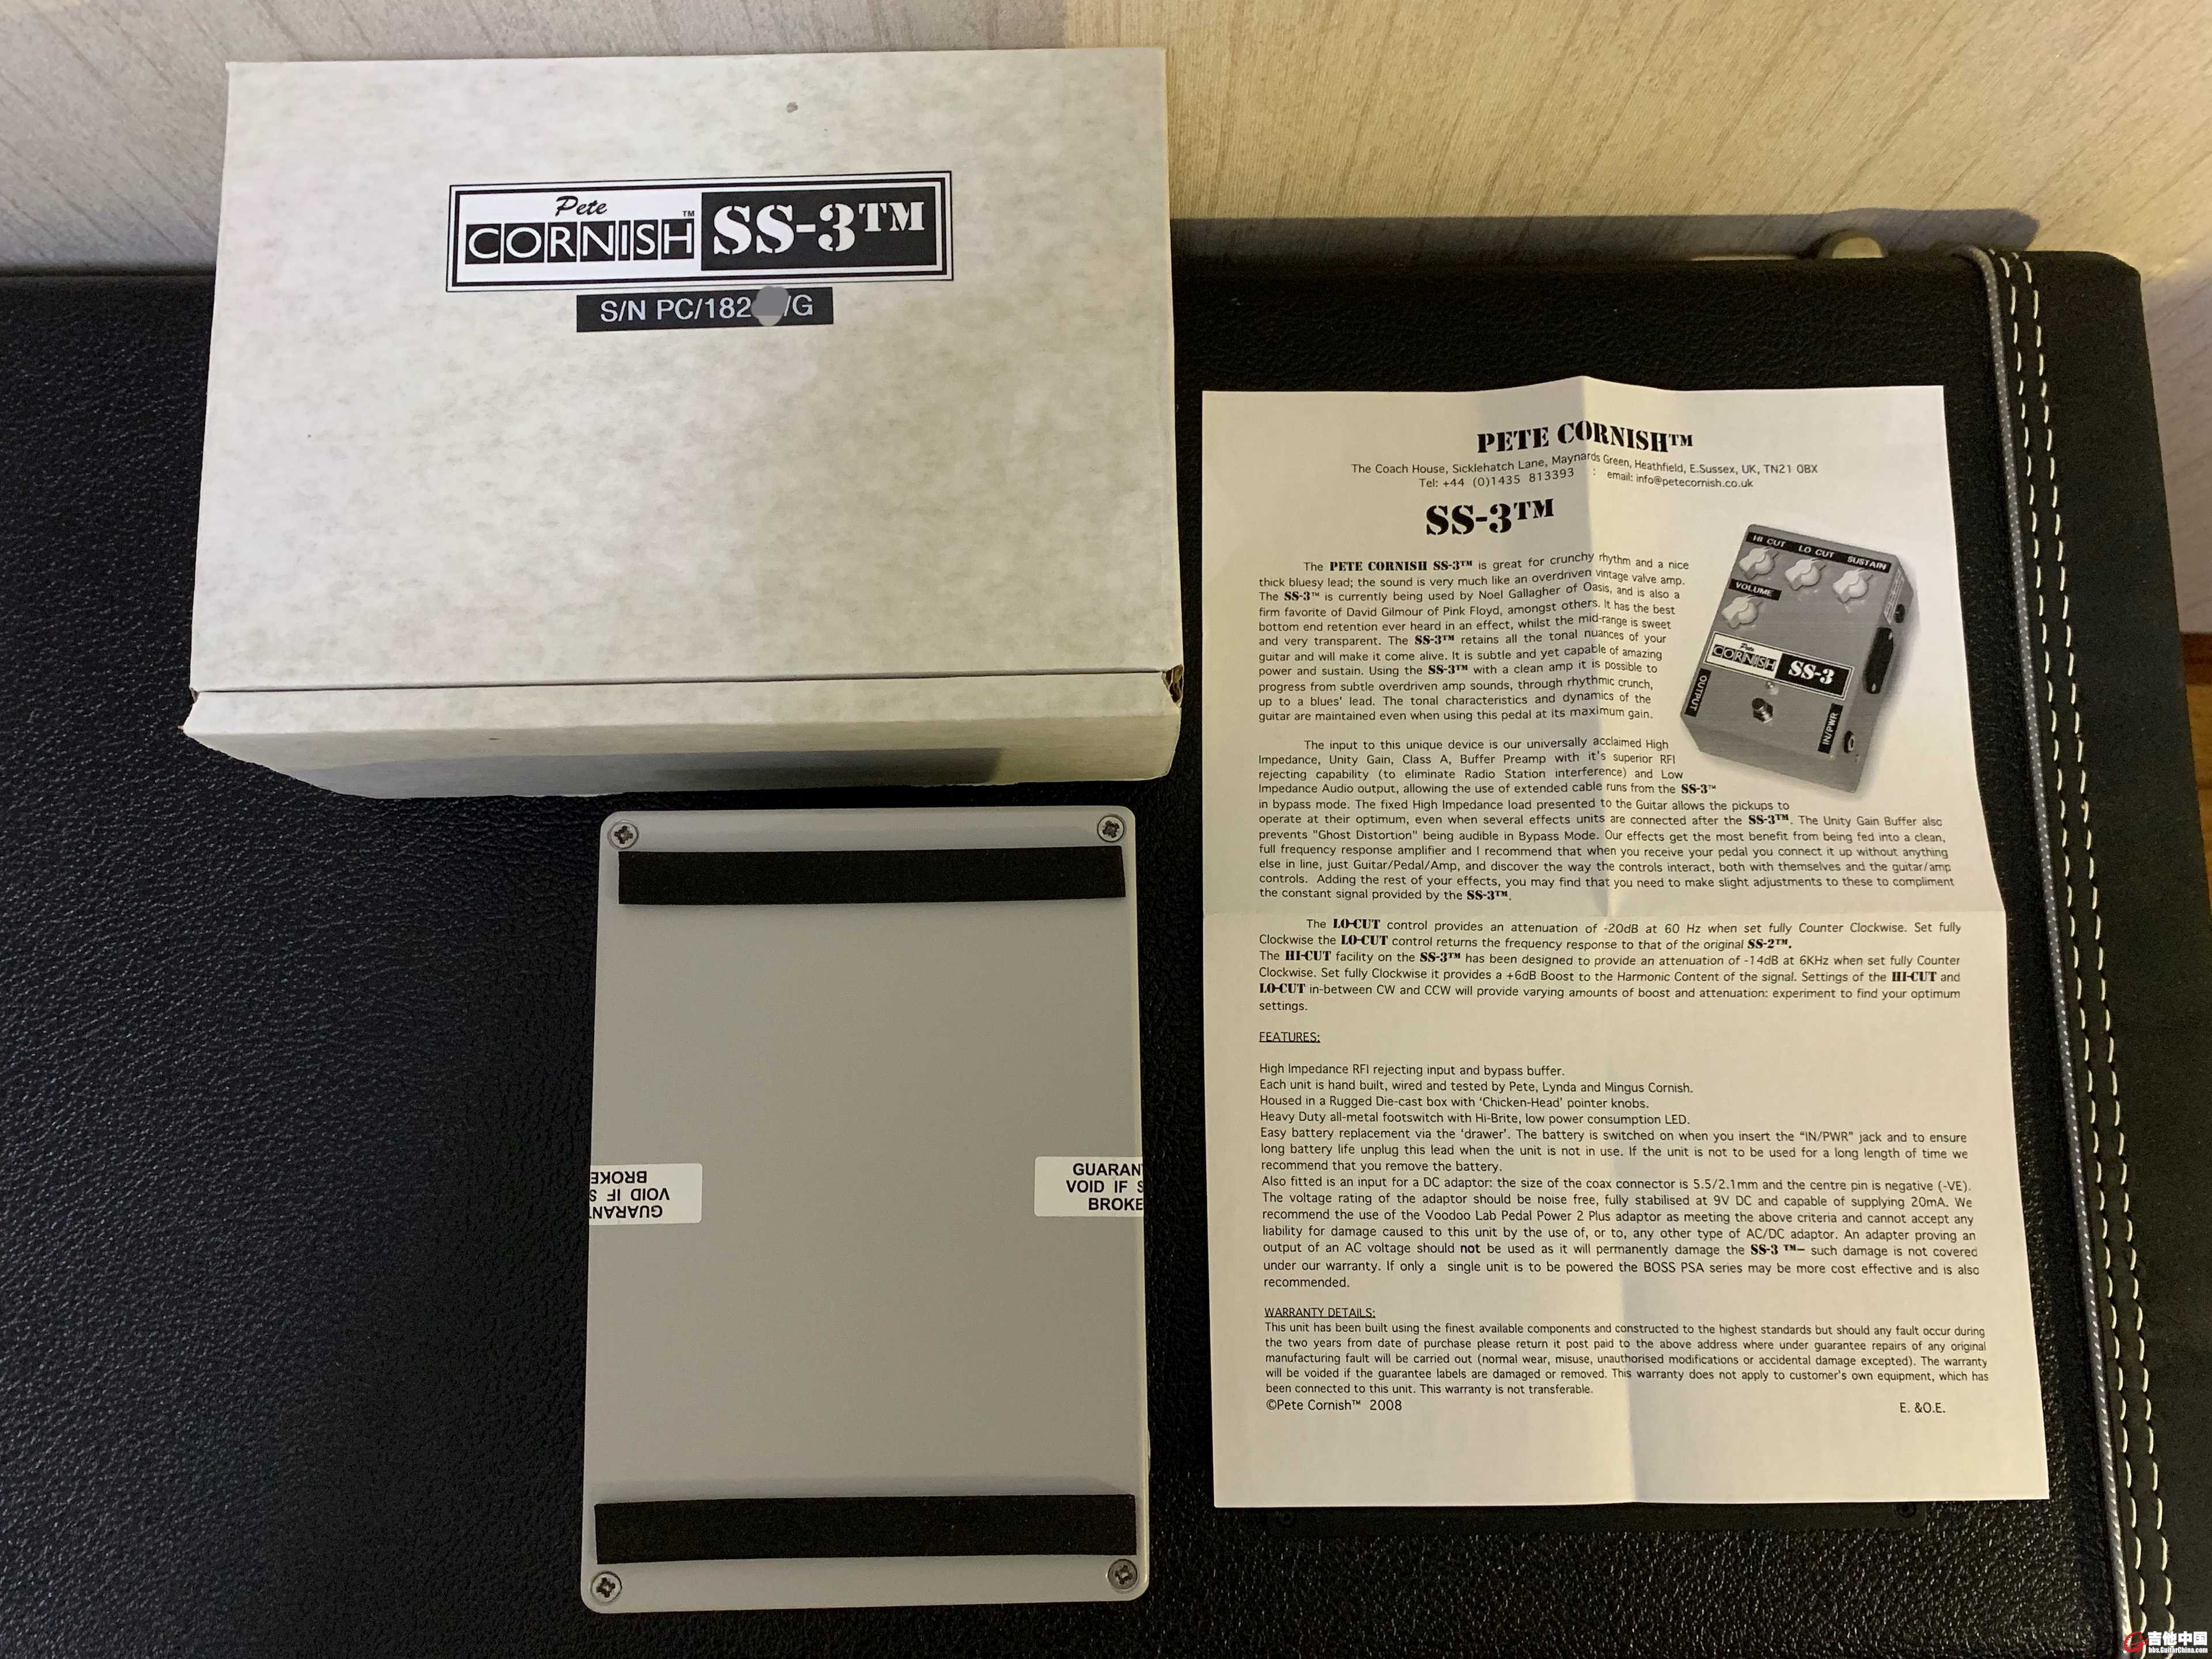 Pete
CORNISH™ SS-3™
S/N PC/182 /G
PETE CORNISH™
The Coach House, Sicklehatch Lane, Maynards Green, Heathfield, E.Sussex, UK, TN21 0BX
Tel: +44 (0)1435 813393 : email: info@petecornish.co.uk
SS-3™
The PETE CORNISH SS-3™ is great for crunchy rhythm and a nice
thick bluesy lead; the sound is very much like an overdriven vintage valve amp.
The SS-3™ is currently being used by Noel Gallagher of Oasis, and is also a
firm favorite of David Gilmour of Pink Floyd, amongst others. It has the best
bottom end retention ever heard in an effect, whilst the mid-range is sweet
and very transparent. The SS-3™ retains all the tonal nuances of your
guitar and will make it come alive. It is subtle and yet capable of amazing
power and sustain. Using the SS-3™ with a clean amp it is possible to
progress from subtle overdriven amp sounds, through rhythmic crunch,
up to a blues' lead. The tonal characteristics and dynamics of the
guitar are maintained even when using this pedal at its maximum gain.
HI CUT LO CUT SUSTAIN
VOLUME
Pete
CORNISH SS-3
OUTPUT
IN/PWR
The input to this unique device is our universally acclaimed High
Impedance, Unity Gain, Class A, Buffer Preamp with it's superior RFI
rejecting capability (to eliminate Radio Station interference) and Low
Impedance Audio output, allowing the use of extended cable runs from the SS-3™
in bypass mode. The fixed High Impedance load presented to the Guitar allows the pickups to
operate at their optimum, even when several effects units are connected after the SS-3™. The Unity Gain Buffer also
prevents "Ghost Distortion" being audible in Bypass Mode. Our effects get the most benefit from being fed into a clean,
full frequency response amplifier and I recommend that when you receive your pedal you connect it up without anything
else in line, just Guitar/Pedal/Amp, and discover the way the controls interact, both with themselves and the guitar/amp
controls. Adding the rest of your effects, you may find that you need to make slight adjustments to these to compliment
the constant signal provided by the SS-3™.
The LO-CUT control provides an attenuation of -20dB at 60 Hz when set fully Counter Clockwise. Set fully
Clockwise the LO-CUT control returns the frequency response to that of the original SS-2™.
The HI-CUT facility on the SS-3™ has been designed to provide an attenuation of -14dB at 6KHz when set fully Counter
Clockwise. Set fully Clockwise it provides a +6dB Boost to the Harmonic Content of the signal. Settings of the HI-CUT and
LO-CUT in-between CW and CCW will provide varying amounts of boost and attenuation: experiment to find your optimum
settings.
FEATURES:
High Impedance RFI rejecting input and bypass buffer.
Each unit is hand built, wired and tested by Pete, Lynda and Mingus Cornish.
Housed in a Rugged Die-cast box with 'Chicken-Head' pointer knobs.
Heavy Duty all-metal footswitch with Hi-Brite, low power consumption LED.
Easy battery replacement via the 'drawer'. The battery is switched on when you insert the "IN/PWR" jack and to ensure
long battery life unplug this lead when the unit is not in use. If the unit is not to be used for a long length of time we
recommend that you remove the battery.
Also fitted is an input for a DC adaptor: the size of the coax connector is 5.5/2.1mm and the centre pin is negative (-VE).
The voltage rating of the adaptor should be noise free, fully stabilised at 9V DC and capable of supplying 20mA. We
recommend the use of the Voodoo Lab Pedal Power 2 Plus adaptor as meeting the above criteria and cannot accept any
liability for damage caused to this unit by the use of, or to, any other type of AC/DC adaptor. An adapter proving an
output of an AC voltage should not be used as it will permanently damage the SS-3 ™– such damage is not covered
under our warranty. If only a single unit is to be powered the BOSS PSA series may be more cost effective and is also
recommended.
WARRANTY DETAILS:
This unit has been built using the finest available components and constructed to the highest standards but should any fault occur during
the two years from date of purchase please return it post paid to the above address where under guarantee repairs of any original
manufacturing fault will be carried out (normal wear, misuse, unauthorised modifications or accidental damage excepted). The warranty
will be voided if the guarantee labels are damaged or removed. This warranty does not apply to customer's own equipment, which has
been connected to this unit. This warranty is not transferable.
©Pete Cornish™ 2008 E. &O.E.
GUARAN
VOID IF S
BROKE
GUARAN
VOID IF S
BROKE
吉他中国
bbs.GuitarChina.com